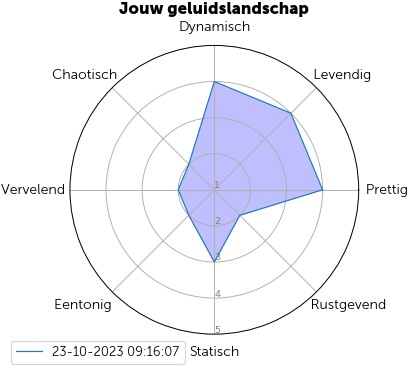 Jouw geluidslandschap
Dynamisch
Chaotisch
Levendig
Vervelend
1
Prettig
2
3
Eentonig
4
Rustgevend
5
23-10-2023 09:16:07
Statisch